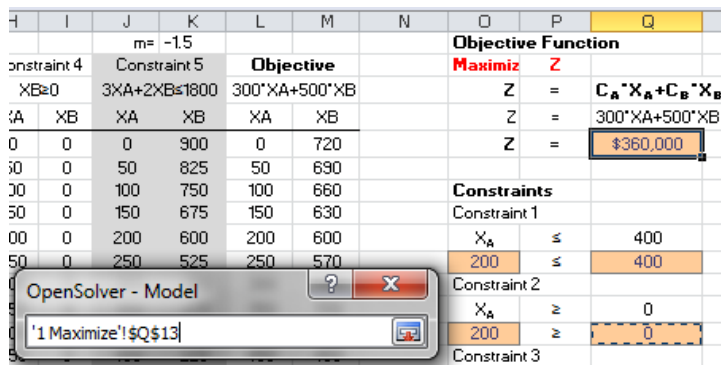 H I J K L M N O P Q
m= -1.5 Objective Function
onstraint 4 Constraint 5 Objective Maximiz Z
XB≥0 3XA+2XB≤1800 300*XA+500*XB Z = CA*XA+CB*XB
XA XB XA XB XA XB Z = 300*XA+500*XB
0 0 0 900 0 720 Z = $360,000
50 0 50 825 50 690
00 0 100 750 100 660 Constraints
50 0 150 675 150 630 Constraint 1
00 0 200 600 200 600 XA ≤ 400
50 0 250 525 250 570 200 ≤ 400
OpenSolver - Model ? X Constraint 2
XA ≥ 0
'1 Maximize'!$Q$13 200 ≥ 0
Constraint 3